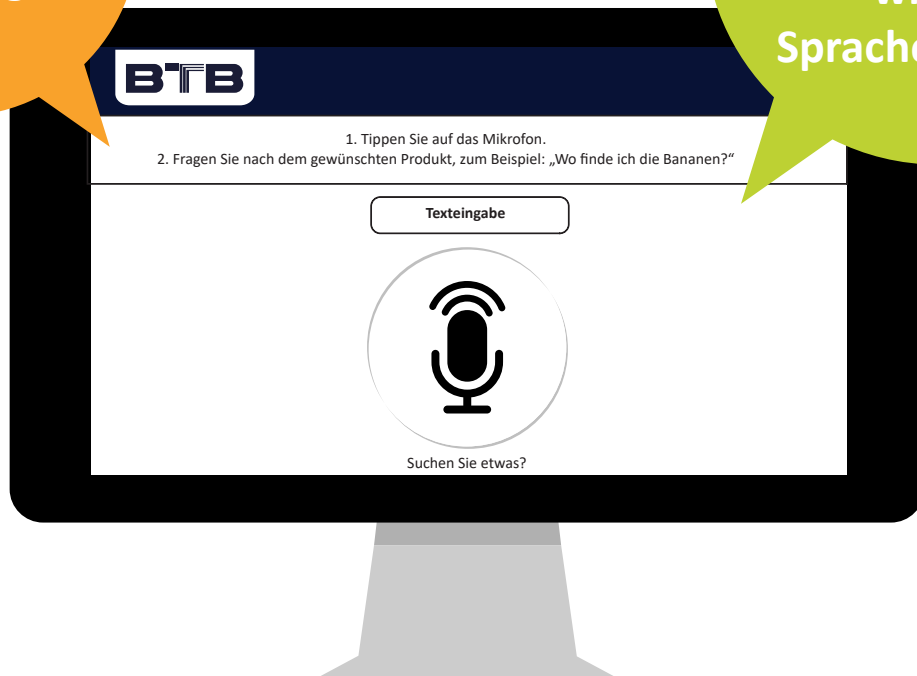 Sprache
BTB
1. Tippen Sie auf das Mikrofon.
2. Fragen Sie nach dem gewünschten Produkt, zum Beispiel: „Wo finde ich die Bananen?“
Texteingabe
Suchen Sie etwas?